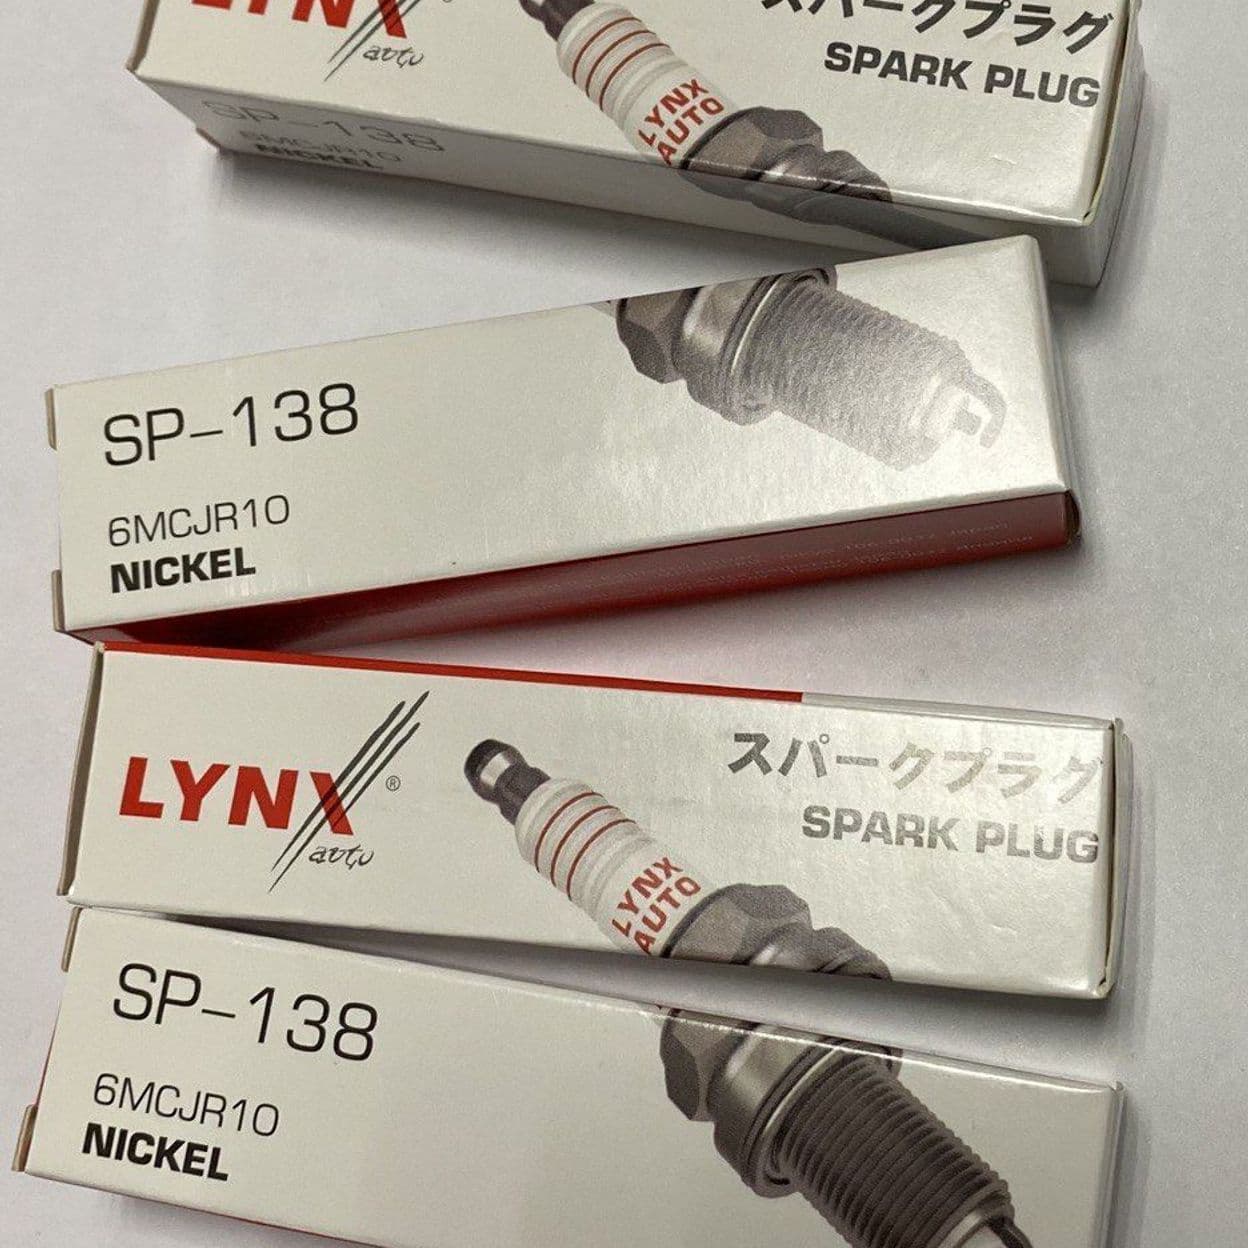 LYNX
auto
スパークプラグ
SPARK PLUG
LYNX
AUTO
SP-138
6MCJR10
NICKEL
SP-138
6MCJR10
NICKEL
LYNX®
auto
スパークプラグ
SPARK PLUG
LYNX
AUTO
SP-138
6MCJR10
NICKEL